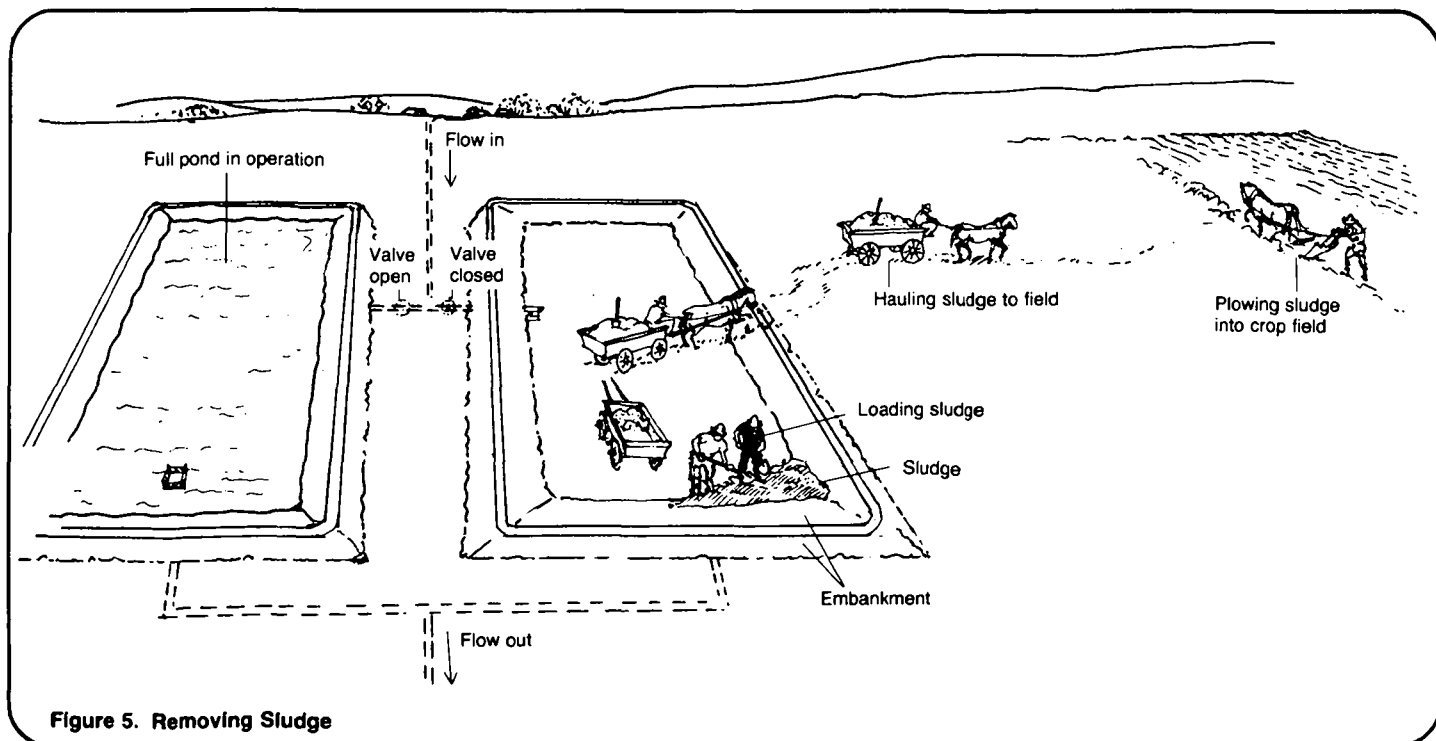 Flow in
Full pond in operation
Valve
open
Valve
closed
Hauling sludge to field
Plowing sludge
into crop field
Loading sludge
Sludge
Embankment
Flow out
Figure 5. Removing Sludge